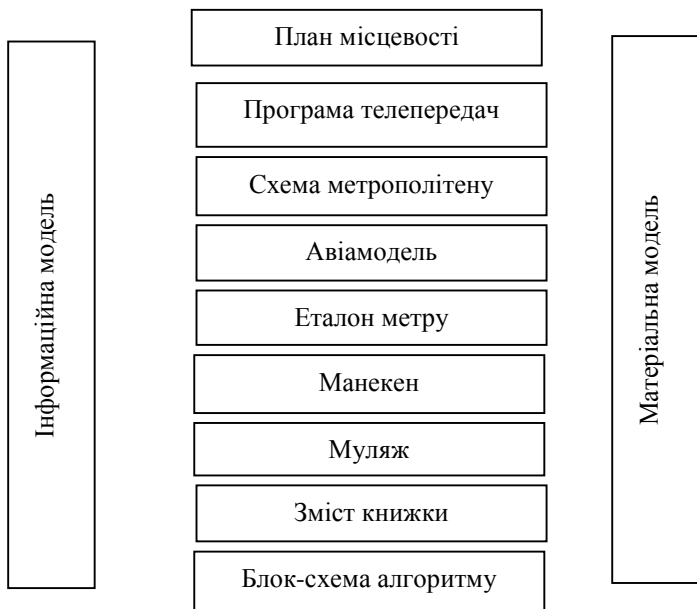 План місцевості
Програма телепередач
Схема метрополітену
Авіамодель
Еталон метру
Манекен
Муляж
Зміст книжки
Блок-схема алгоритму
Інформаційна модель
Матеріальна модель